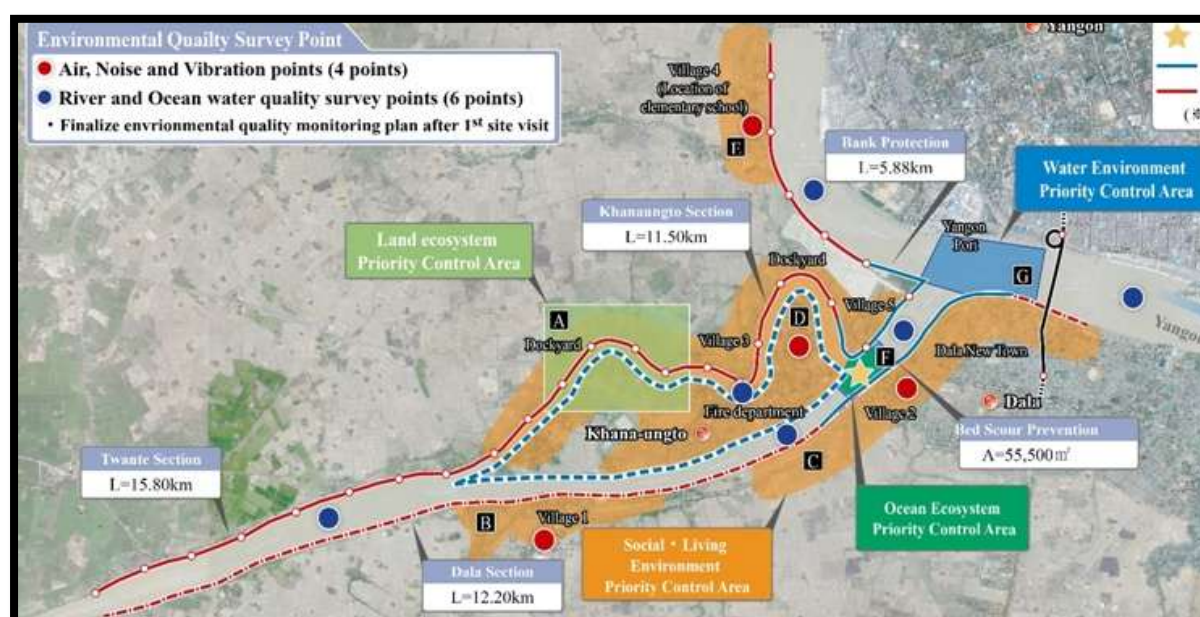 Environmental Quailty Survey Point
Air, Noise and Vibration points (4 points)
River and Ocean water quality survey points (6 points)
• Finalize envrionmental quality monitoring plan after 1st site visit
Yangon
Village 4
(Location of
elementary school)
E
Bank Protection
L=5.88km
Water Environment
Priority Control Area
Khanaungto Section
L=11.50km
Land ecosystem
Priority Control Area
Yangon
Port
Dockyard
G
A
Village 5
D
Dockyard
Village 3
Yangon
F
Dala New Town
Fire department
Village 2
Dala
Khana-ungto
Bed Scour Prevention
A=55,500㎡
Twante Section
L=15.80km
C
Ocean Ecosystem
Priority Control Area
B
Village 1
Social • Living
Environment
Priority Control Area
Dala Section
L=12.20km